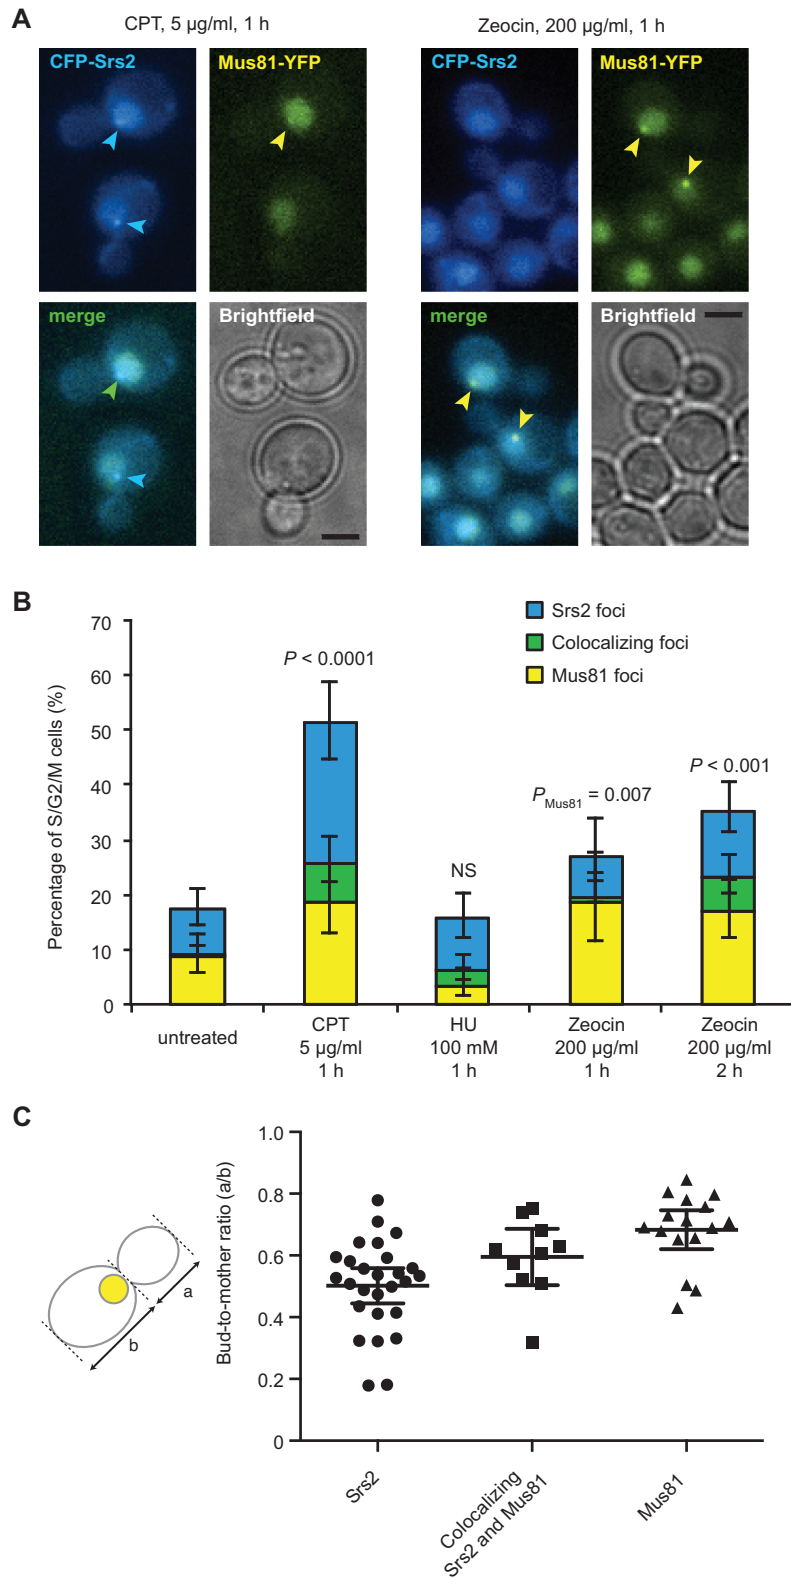 A
CPT, 5 µg/ml, 1 h
Zeocin, 200 µg/ml, 1 h
CFP-Srs2
Mus81-YFP
CFP-Srs2
Mus81-YFP
merge
Brightfield
merge
Brightfield
B
Percentage of S/G2/M cells (%)
70
60
50
40
30
20
10
0
Srs2 foci
Colocalizing foci
Mus81 foci
P < 0.0001
NS
PMus81 = 0.007
P < 0.001
untreated
CPT
5 µg/ml
1 h
HU
100 mM
1 h
Zeocin
200 µg/ml
1 h
Zeocin
200 µg/ml
2 h
C
a
b
Bud-to-mother ratio (a/b)
1.0
0.8
0.6
0.4
0.2
0
Srs2
Colocalizing
Srs2 and Mus81
Mus81